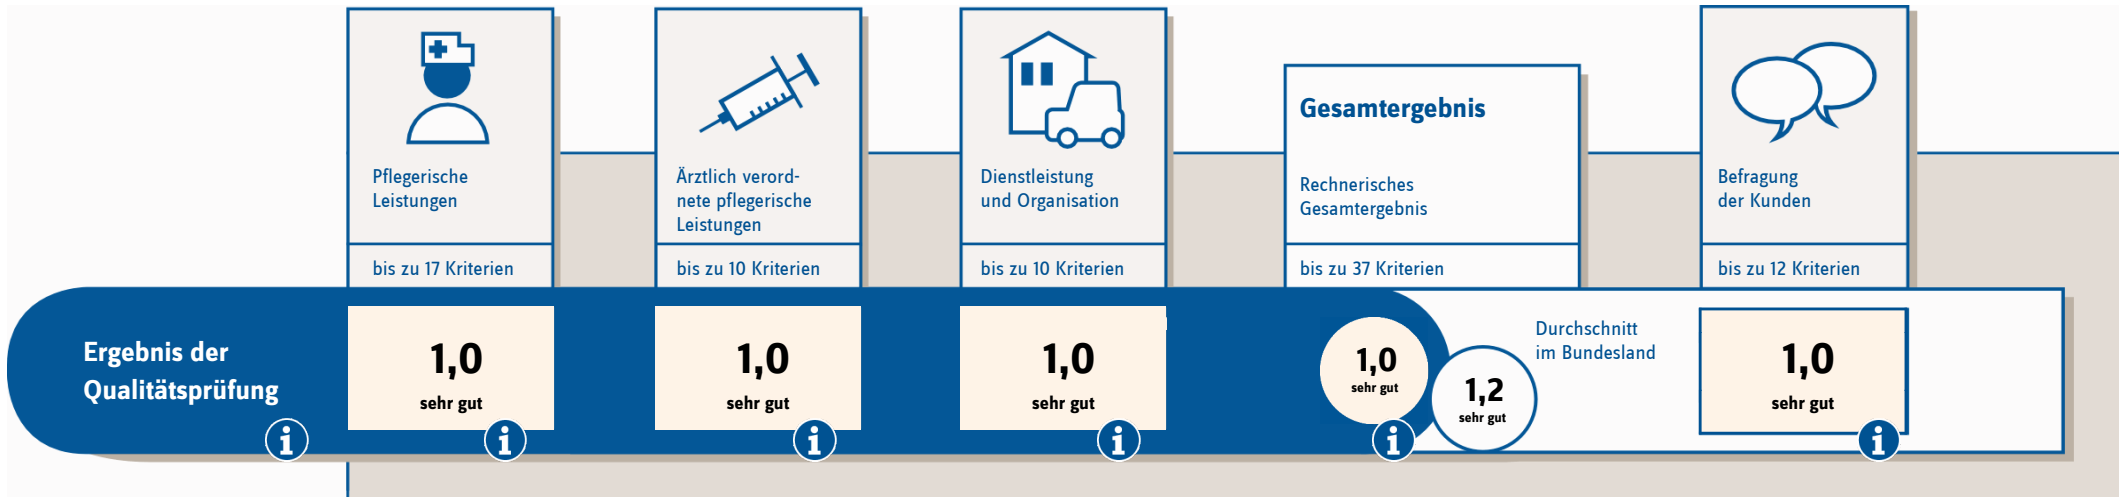 Pflegerische
Leistungen
bis zu 17 Kriterien
Ärztlich verord-
nete pflegerische
Leistungen
bis zu 10 Kriterien
Dienstleistung
und Organisation
bis zu 10 Kriterien
Gesamtergebnis
Rechnerisches
Gesamtergebnis
bis zu 37 Kriterien
Befragung
der Kunden
bis zu 12 Kriterien
Ergebnis der
Qualitätsprüfung
i
1,0
sehr gut
i
1,0
sehr gut
i
1,0
sehr gut
i
1,0
sehr gut
i
1,2
sehr gut
Durchschnitt
im Bundesland
1,0
sehr gut
i